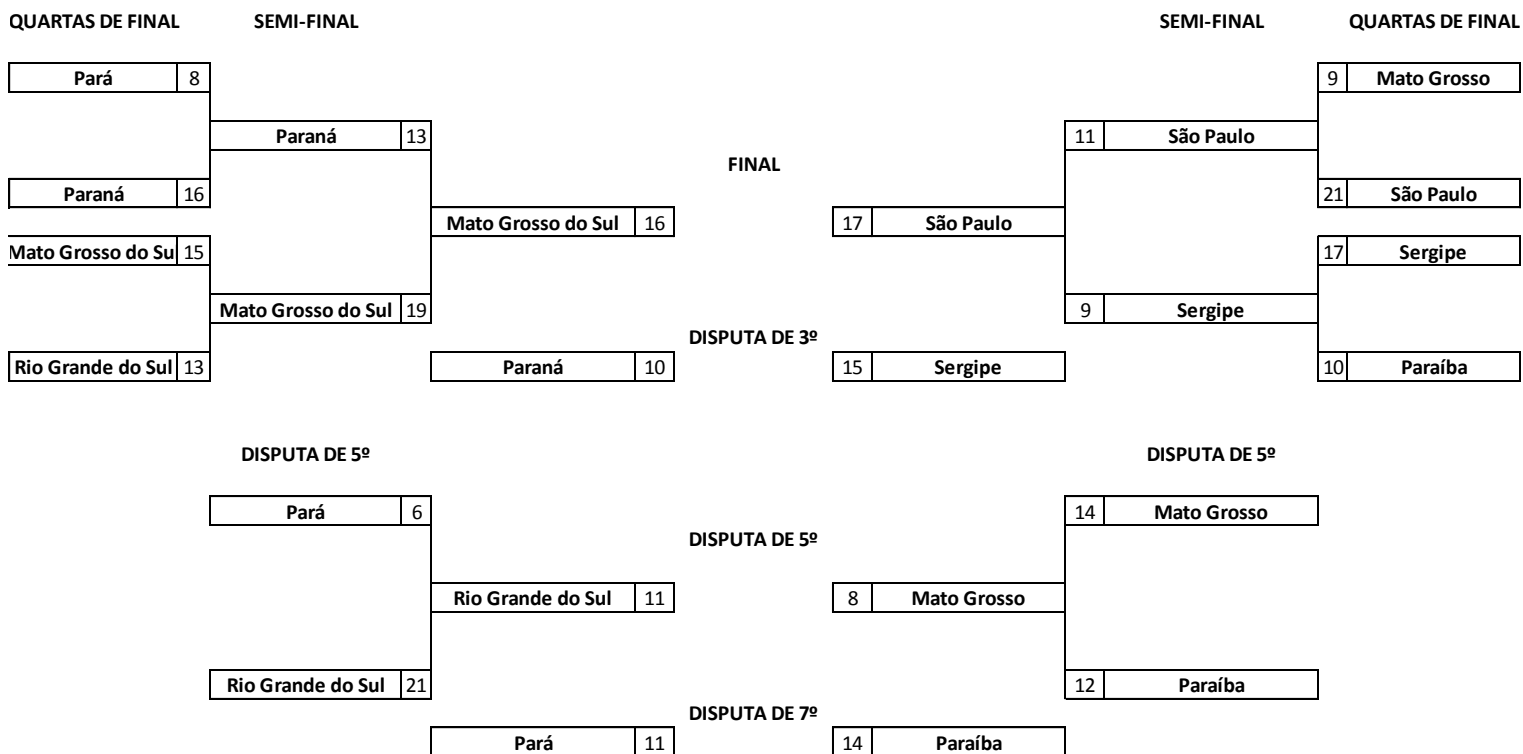 QUARTAS DE FINAL SEMI-FINAL SEMI-FINAL QUARTAS DE FINAL
Pará 8 9 Mato Grosso
Paraná 13 11 São Paulo
FINAL
Paraná 16 21 São Paulo
Mato Grosso do Sul 16 17 São Paulo
Mato Grosso do Su 15 17 Sergipe
Mato Grosso do Sul 19 9 Sergipe
DISPUTA DE 3º
Rio Grande do Sul 13 Paraná 10 15 Sergipe 10 Paraíba
DISPUTA DE 5º DISPUTA DE 5º
Pará 6 14 Mato Grosso
DISPUTA DE 5º
Rio Grande do Sul 11 8 Mato Grosso
Rio Grande do Sul 21 12 Paraíba
DISPUTA DE 7º
Pará 11 14 Paraíba